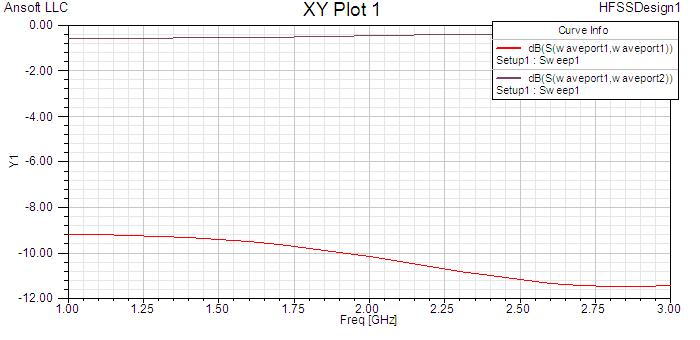 Ansoft LLC
XY Plot 1
HFSSDesign1
Curve Info
dB(S(waveport1,waveport1))
Setup1 : Sweep1
dB(S(waveport1,waveport2))
Setup1 : Sweep1
0.00
-2.00
-4.00
-6.00
-8.00
-10.00
-12.00
Y1
1.00
1.25
1.50
1.75
2.00
2.25
2.50
2.75
3.00
Freq [GHz]